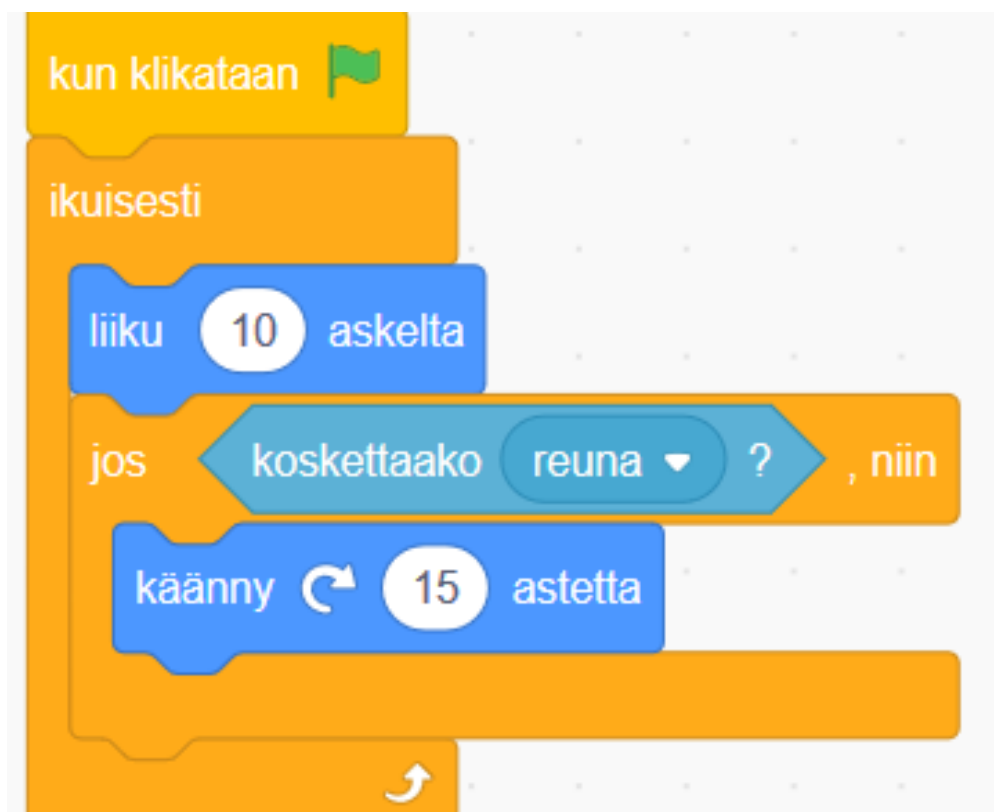 kun klikataan
ikuisesti
liiku 10 askelta
jos koskettaako reuna ? , niin
käänny 15 astetta